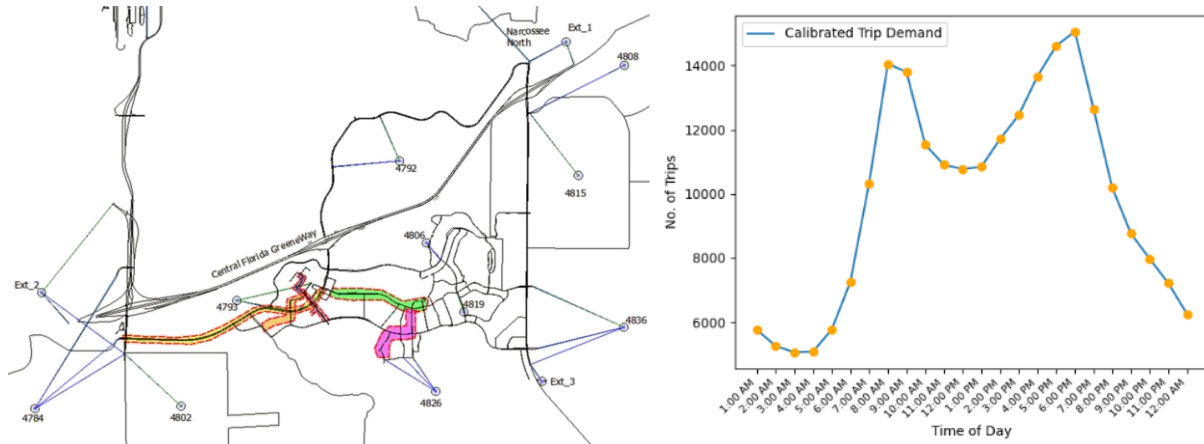 Narcossee
North
Ext_1
4808
4792
4815
4806
Central Florida GreeneWay
Ext_2
4793
4819
4836
4826
Ext_3
4784
4802
Calibrated Trip Demand
No. of Trips
14000
12000
10000
8000
6000
1:00 AM
2:00 AM
3:00 AM
4:00 AM
5:00 AM
6:00 AM
7:00 AM
8:00 AM
9:00 AM
10:00 AM
11:00 AM
12:00 PM
1:00 PM
2:00 PM
3:00 PM
4:00 PM
5:00 PM
6:00 PM
7:00 PM
8:00 PM
9:00 PM
10:00 PM
11:00 PM
12:00 AM
Time of Day